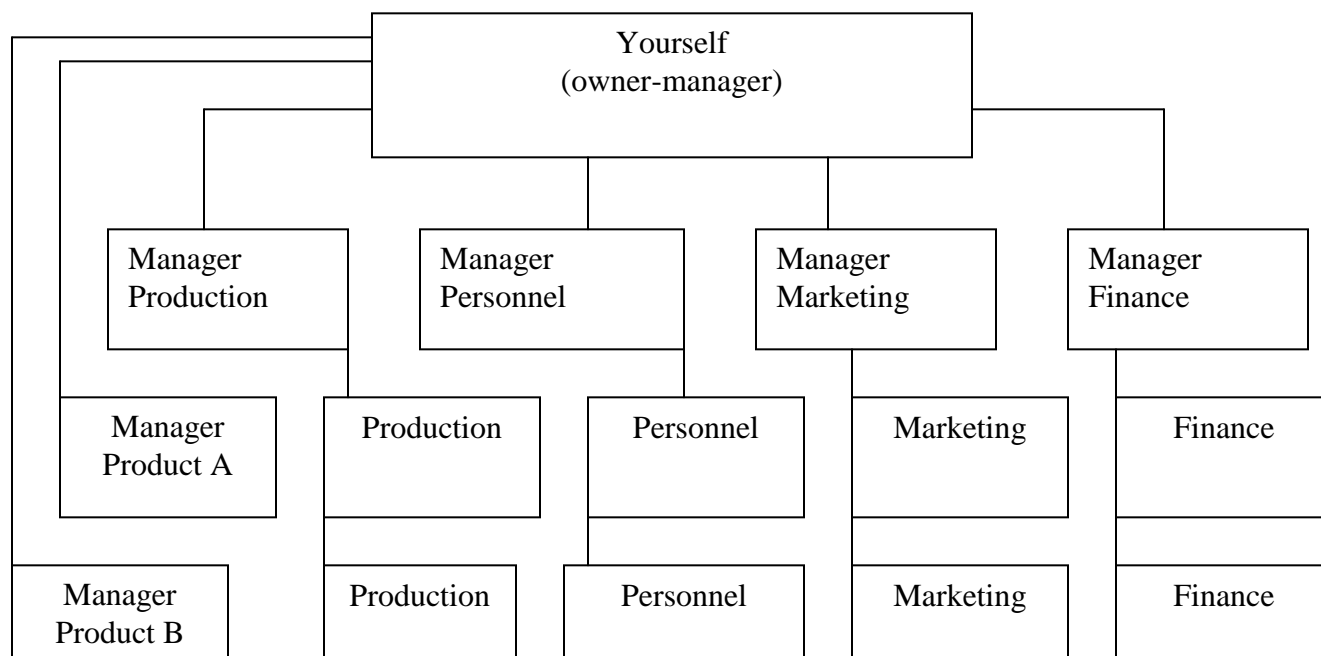 Yourself
(owner-manager)
Manager
Production
Manager
Personnel
Manager
Marketing
Manager
Finance
Manager
Product A
Production
Personnel
Marketing
Finance
Manager
Product B
Production
Personnel
Marketing
Finance